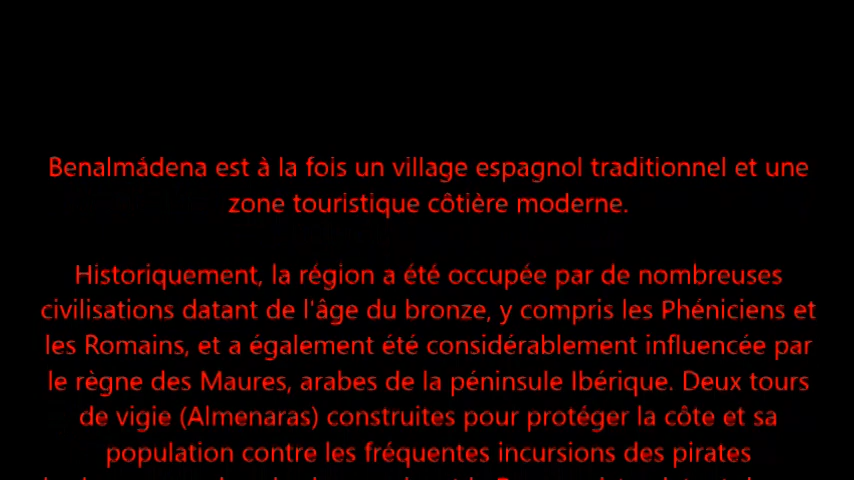 Benalmádena est à la fois un village espagnol traditionnel et une
zone touristique côtière moderne.
Historiquement, la région a été occupée par de nombreuses
civilisations datant de l'âge du bronze, y compris les Phéniciens et
les Romains, et a également été considérablement influencée par
le règne des Maures, arabes de la péninsule Ibérique. Deux tours
de vigie (Almenaras) construites pour protéger la côte et sa
population contre les fréquentes incursions des pirates